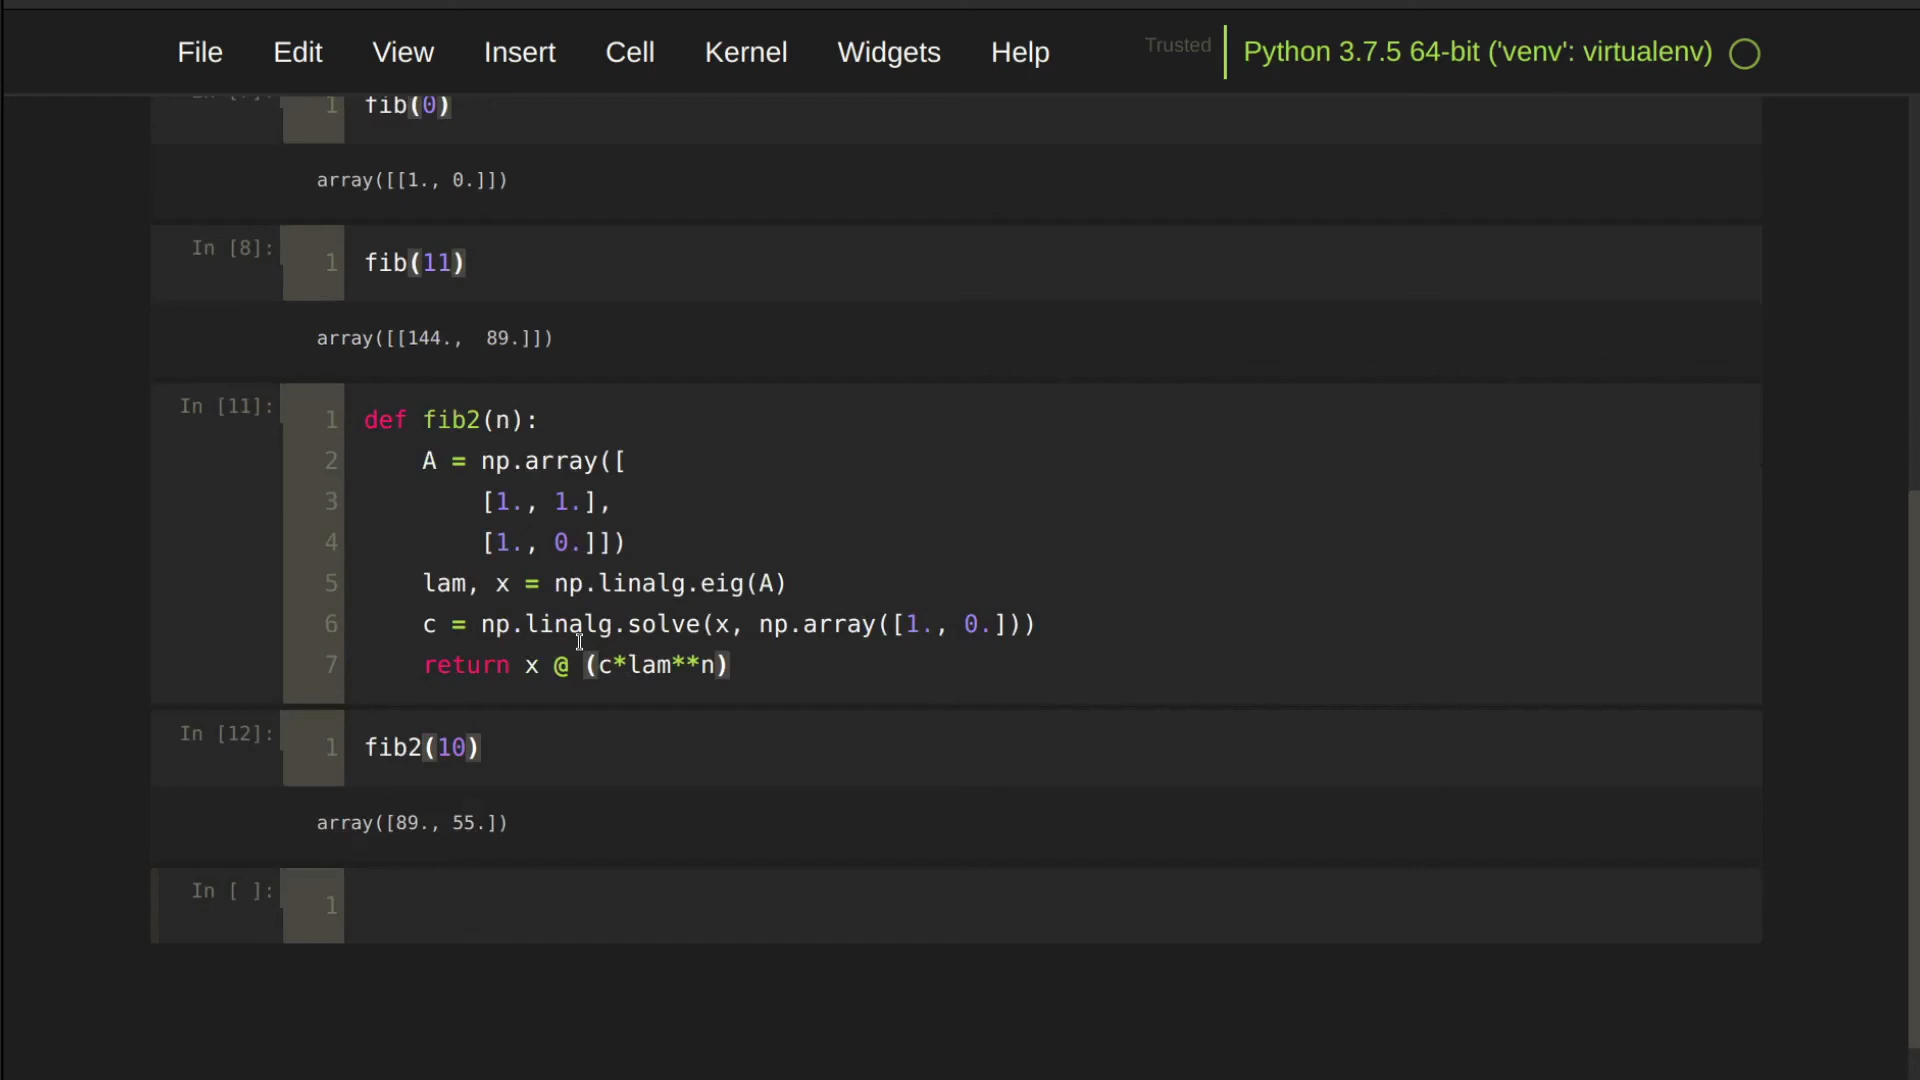 File Edit View Insert Cell Kernel Widgets Help Trusted Python 3.7.5 64-bit ('venv': virtualenv)
1 fib(0)
array([[1., 0.]])
In [8]: 1 fib(11)
array([[144.,  89.]])
In [11]: 1 def fib2(n):
2     A = np.array([
3         [1., 1.],
4         [1., 0.]])
5     lam, x = np.linalg.eig(A)
6     c = np.linalg.solve(x, np.array([1., 0.]))
7     return x @ (c*lam**n)
In [12]: 1 fib2(10)
array([89., 55.])
In [ ]: 1